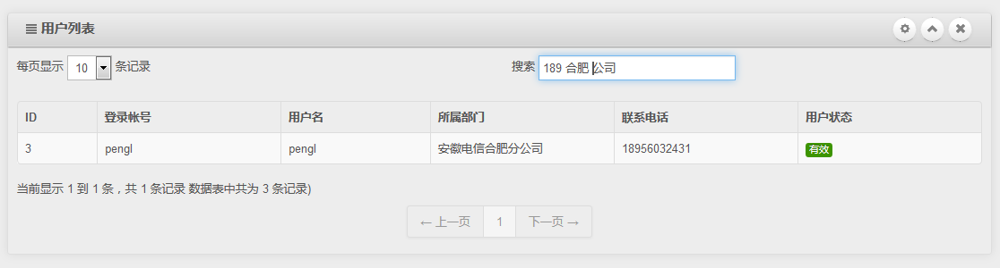 用户列表
每页显示 10 条记录 搜索 189 合肥 公司
ID 登录帐号 用户名 所属部门 联系电话 用户状态
3 pengl pengl 安徽电信合肥分公司 18956032431 有效
当前显示 1 到 1 条，共 1 条记录 数据表中共为 3 条记录)
← 上一页 1 下一页 →